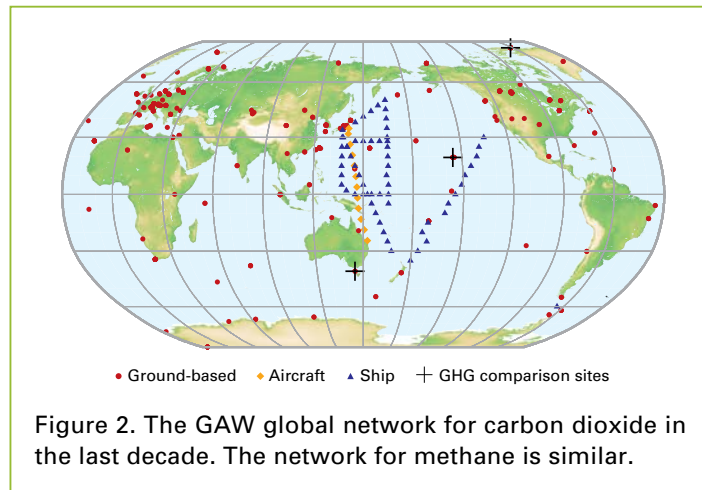 Ground-based Aircraft Ship GHG comparison sites
Figure 2. The GAW global network for carbon dioxide in
the last decade. The network for methane is similar.